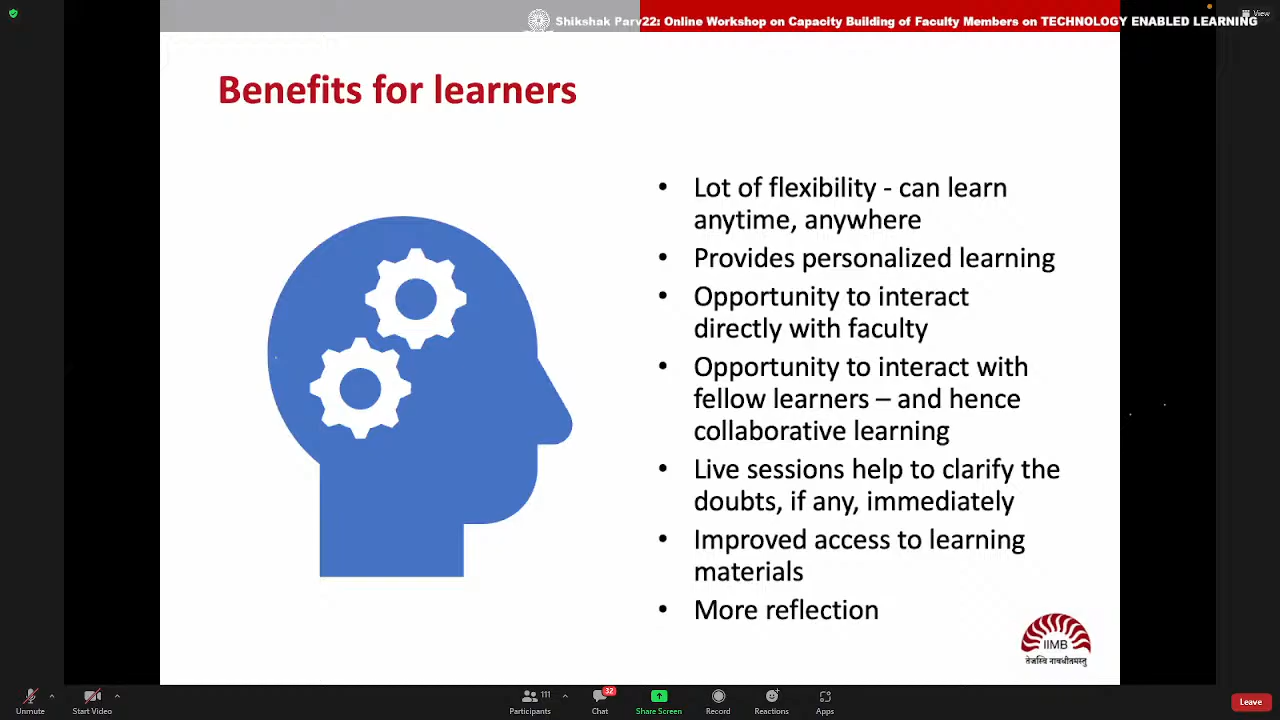 Shikshak Parv22: Online Workshop on Capacity Building of Faculty Members on TECHNOLOGY ENABLED LEARNING
View
Benefits for learners
• Lot of flexibility - can learn
anytime, anywhere
• Provides personalized learning
• Opportunity to interact
directly with faculty
• Opportunity to interact with
fellow learners – and hence
collaborative learning
• Live sessions help to clarify the
doubts, if any, immediately
• Improved access to learning
materials
• More reflection
IIMB
तेजस्वि नावधीतमस्तु
Unmute
Start Video
Participants
111
Chat
32
Share Screen
Record
Reactions
Apps
Leave